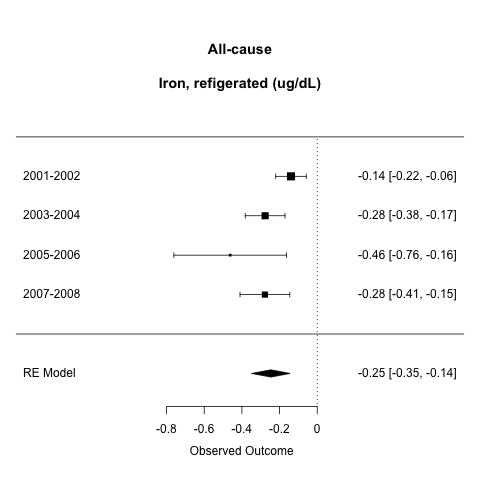 All-cause
Iron, refigerated (ug/dL)
2001-2002 -0.14 [-0.22, -0.06]
2003-2004 -0.28 [-0.38, -0.17]
2005-2006 -0.46 [-0.76, -0.16]
2007-2008 -0.28 [-0.41, -0.15]
RE Model -0.25 [-0.35, -0.14]
-0.8 -0.6 -0.4 -0.2 0
Observed Outcome